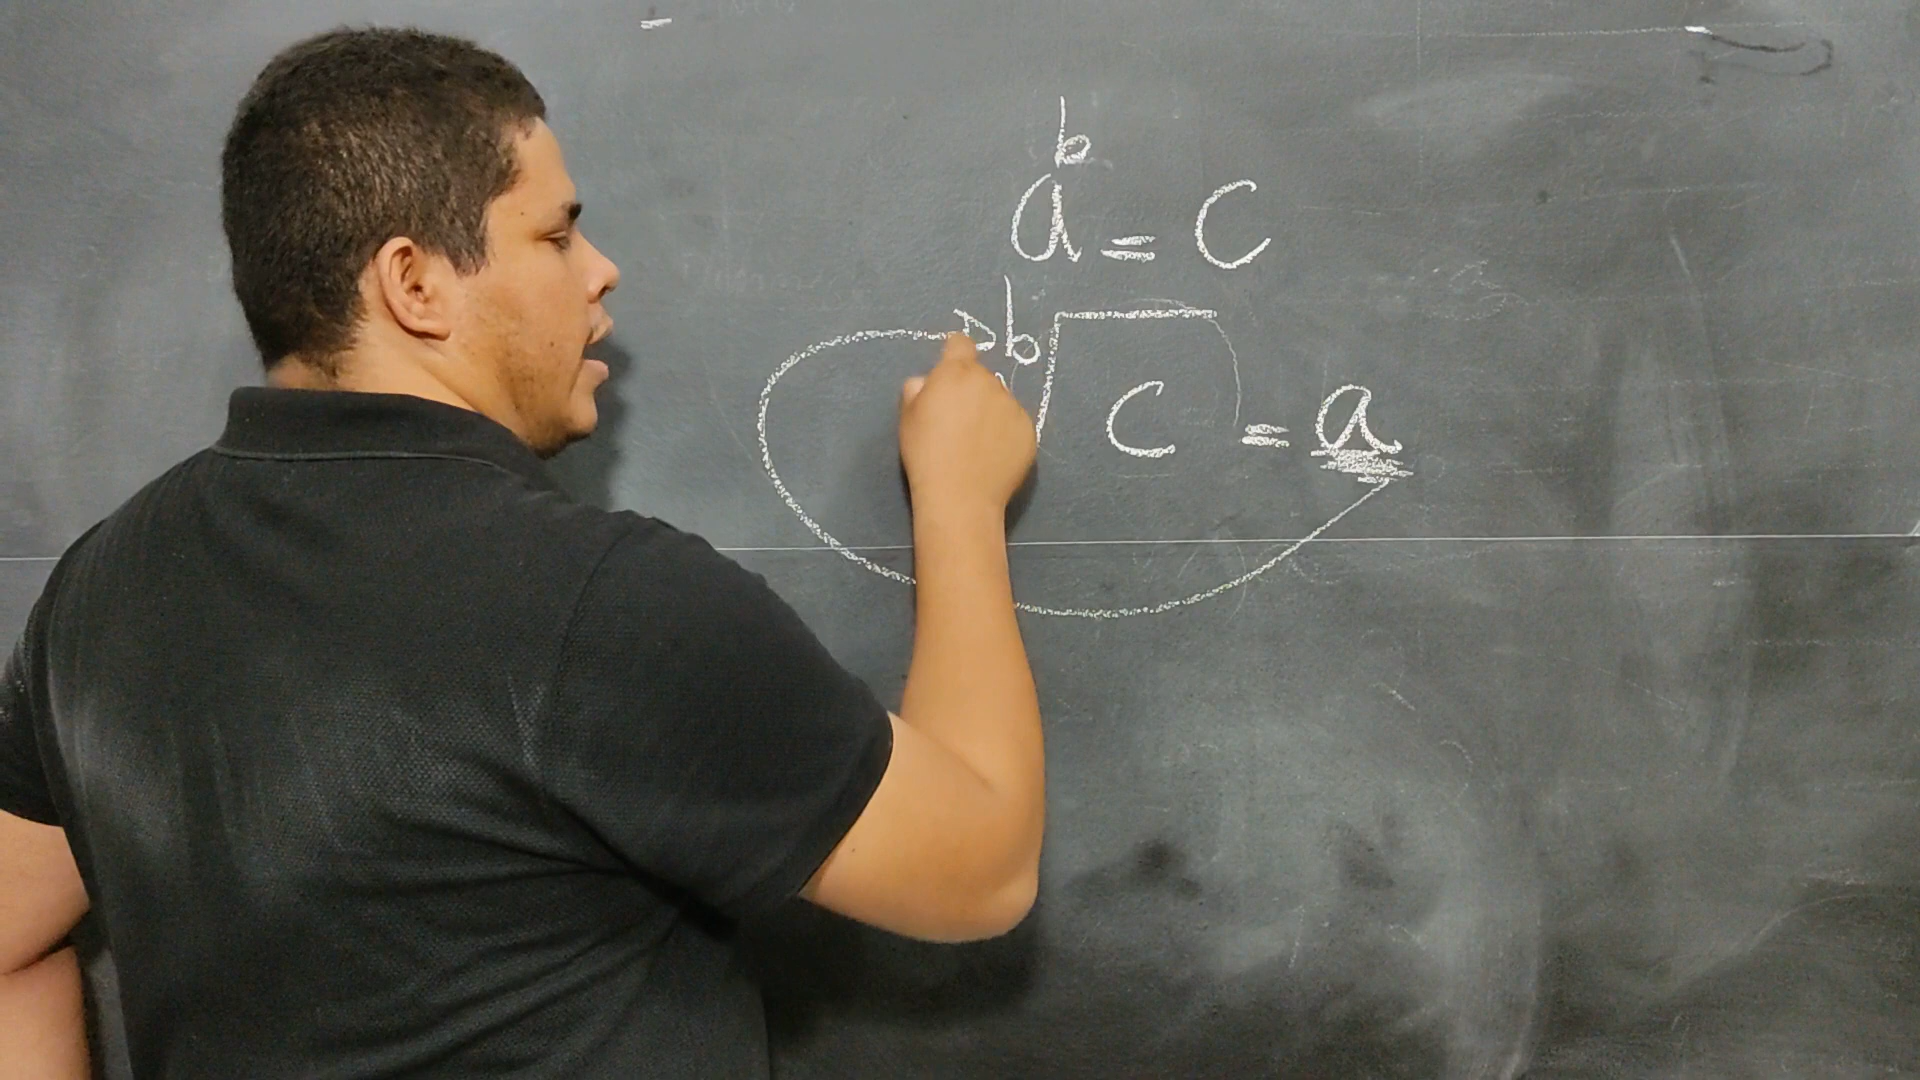 a^b = c
b√c = a